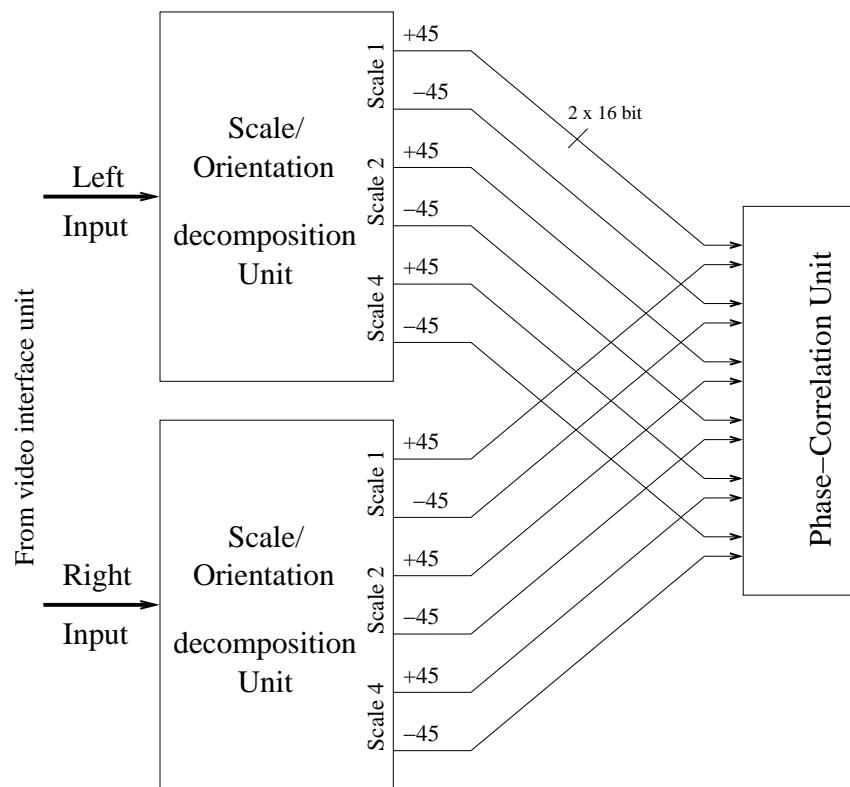 From video interface unit
Left
Input
Scale/
Orientation
decomposition
Unit
Scale 1
+45
−45
Scale 2
+45
−45
Scale 4
+45
−45
2 x 16 bit
Right
Input
Scale/
Orientation
decomposition
Unit
Scale 1
+45
−45
Scale 2
+45
−45
Scale 4
+45
−45
Phase−Correlation Unit